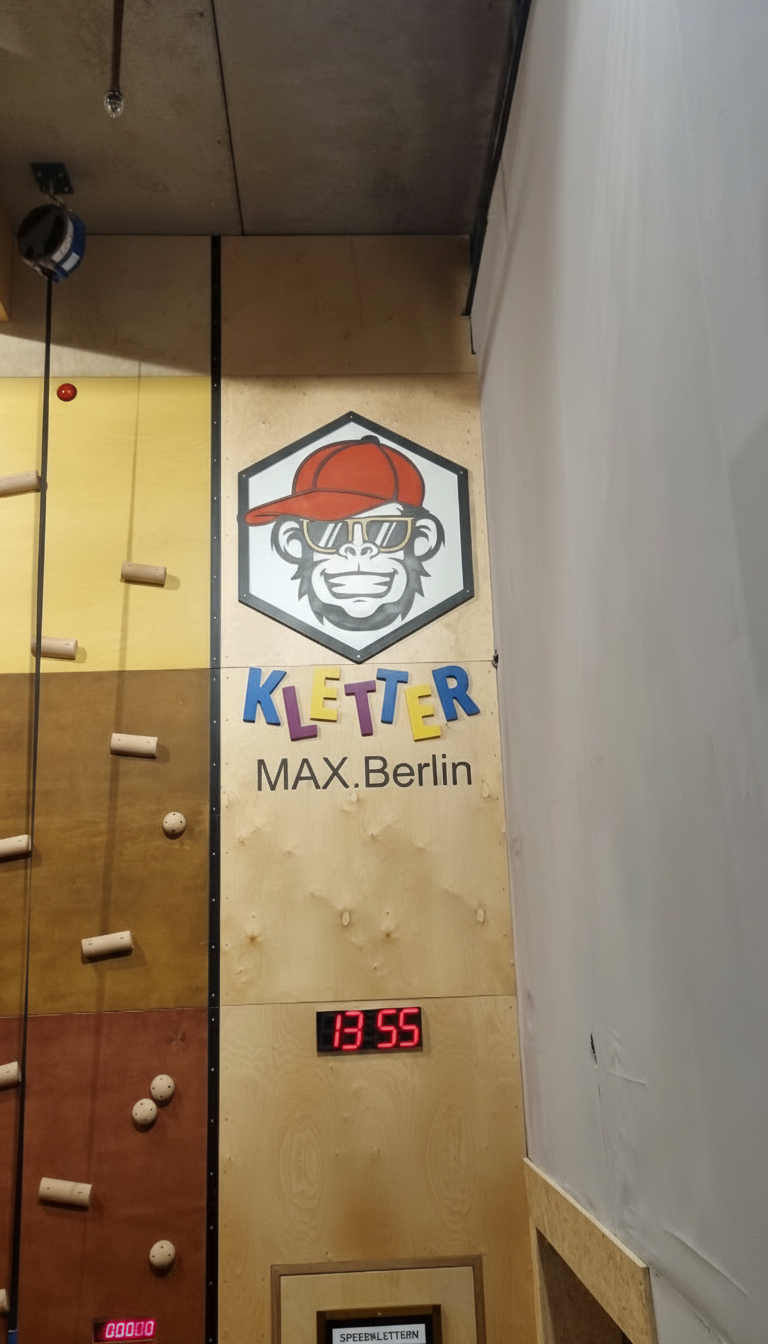 KLETTER
MAX.Berlin
13 55
00000
SPEEDKLETTERN